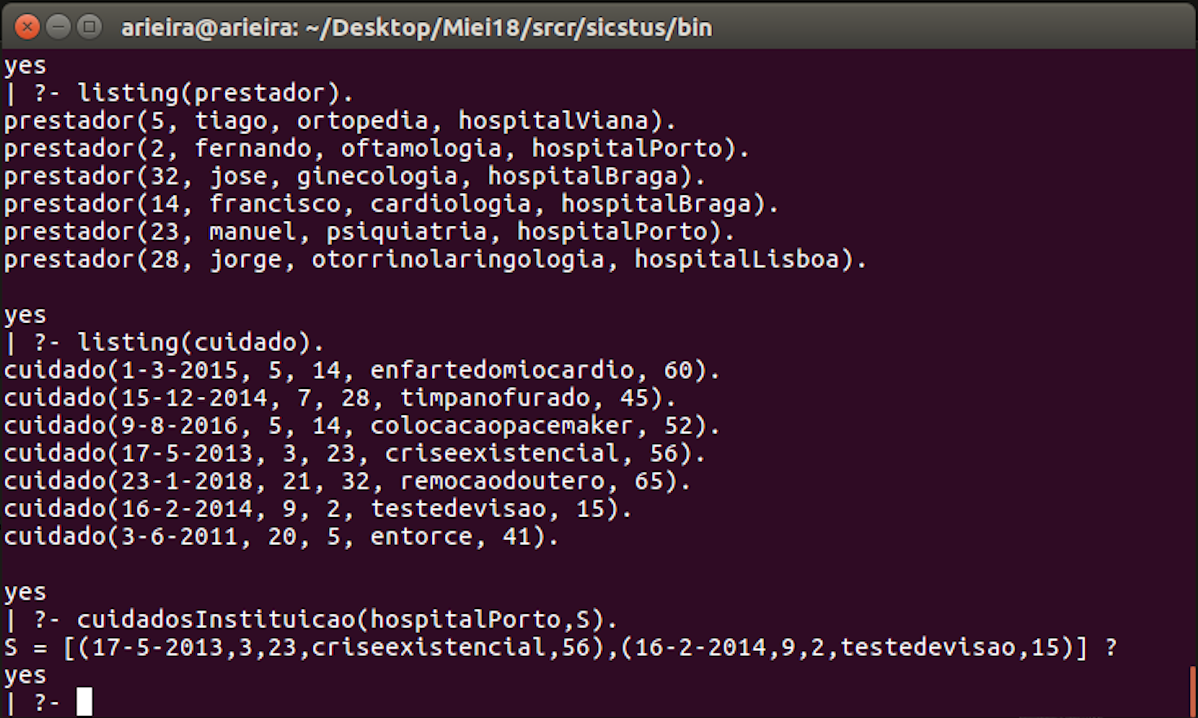 arieira@arieira: ~/Desktop/Miei18/srcr/sicstus/bin
yes
| ?- listing(prestador).
prestador(5, tiago, ortopedia, hospitalViana).
prestador(2, fernando, oftamologia, hospitalPorto).
prestador(32, jose, ginecologia, hospitalBraga).
prestador(14, francisco, cardiologia, hospitalBraga).
prestador(23, manuel, psiquiatria, hospitalPorto).
prestador(28, jorge, otorrinolaringologia, hospitalLisboa).
yes
| ?- listing(cuidado).
cuidado(1-3-2015, 5, 14, enfartedomiocardio, 60).
cuidado(15-12-2014, 7, 28, timpanofurado, 45).
cuidado(9-8-2016, 5, 14, colocacaopacemaker, 52).
cuidado(17-5-2013, 3, 23, criseexistencial, 56).
cuidado(23-1-2018, 21, 32, remocaodoutero, 65).
cuidado(16-2-2014, 9, 2, testedevisao, 15).
cuidado(3-6-2011, 20, 5, entorce, 41).
yes
| ?- cuidadosInstituicao(hospitalPorto,S).
S = [(17-5-2013,3,23,criseexistencial,56),(16-2-2014,9,2,testedevisao,15)] ?
yes
| ?-